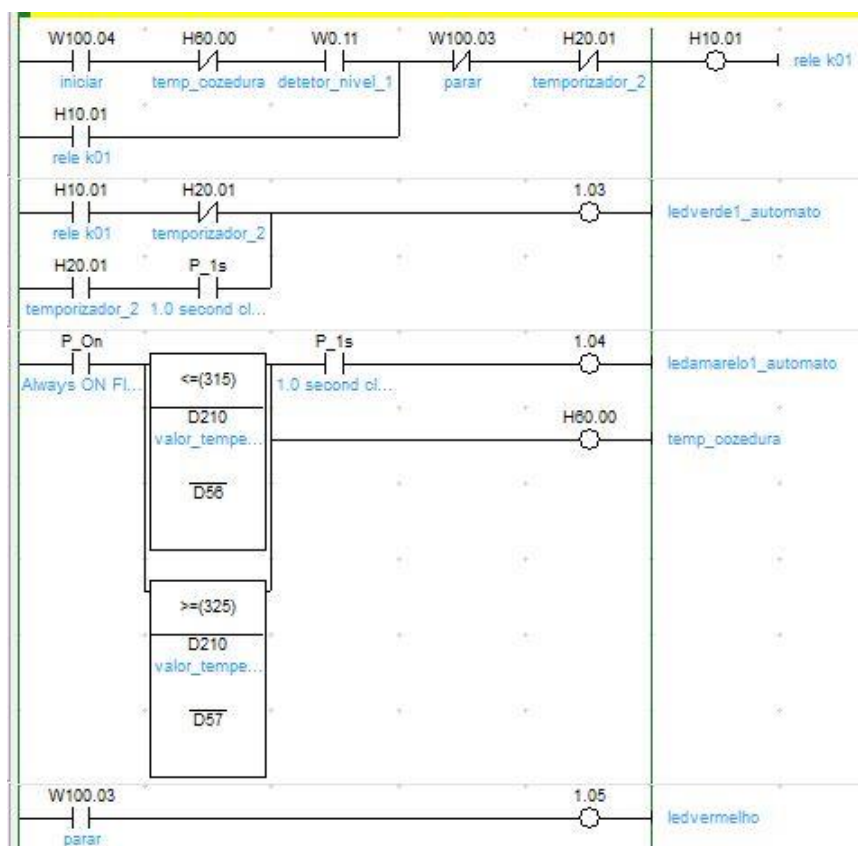 W100.04 H60.00 W0.11 W100.03 H20.01 H10.01
rele k01
iniciar temp_cozedura detetor_nivel_1 parar temporizador_2
H10.01
rele k01
H10.01 H20.01 1.03
ledverde1_automato
rele k01 temporizador_2
H20.01 P_1s
temporizador_2 1.0 second cl...
P_On P_1s 1.04
<=(315) ledamarelo1_automato
Always ON Fl... 1.0 second cl...
D210 H60.00
valor_tempe... temp_cozedura
D56
>=(325)
D210
valor_tempe...
D57
W100.03 1.05
ledvermelho
parar